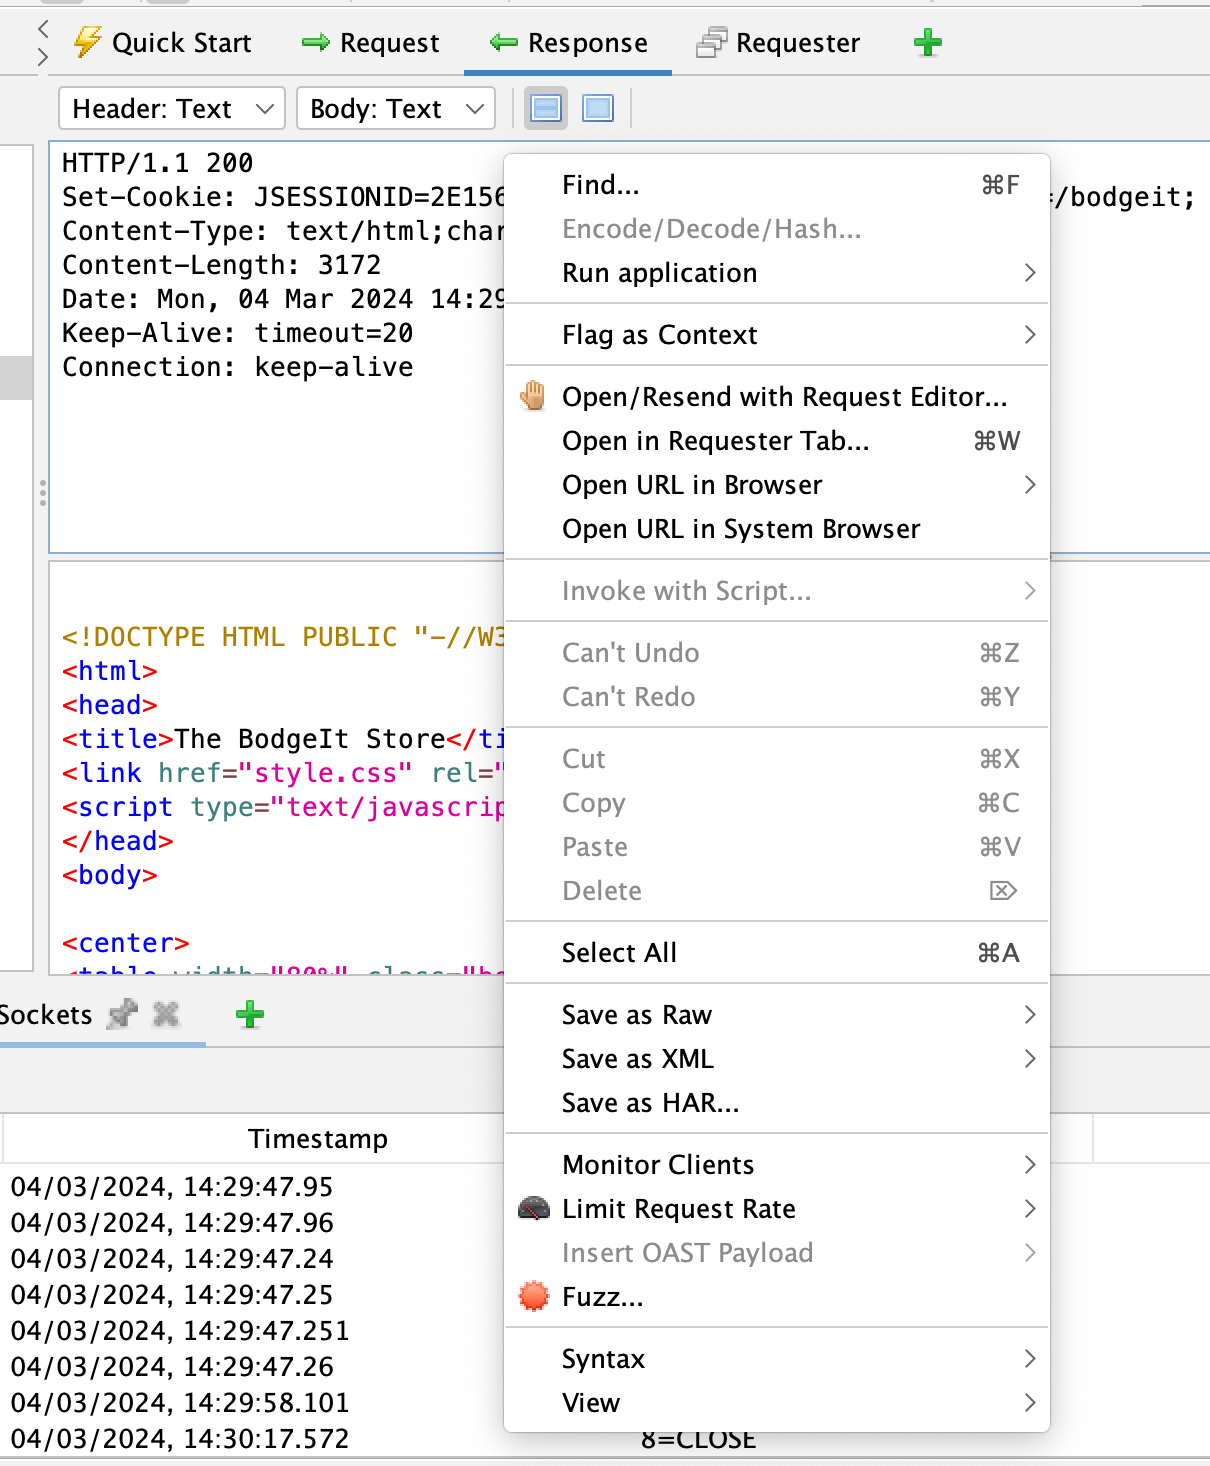 Quick Start Request Response Requester
Header: Text Body: Text
HTTP/1.1 200
Set-Cookie: JSESSIONID=2E156 =/bodgeit;
Content-Type: text/html;char
Content-Length: 3172
Date: Mon, 04 Mar 2024 14:29
Keep-Alive: timeout=20
Connection: keep-alive
<!DOCTYPE HTML PUBLIC "-//W3
<html>
<head>
<title>The BodgeIt Store</ti
<link href="style.css" rel="
<script type="text/javascrip
</head>
<body>
<center>
<table width="80%" class="bo
Find... ⌘F
Encode/Decode/Hash...
Run application
Flag as Context
Open/Resend with Request Editor...
Open in Requester Tab... ⌘W
Open URL in Browser
Open URL in System Browser
Invoke with Script...
Can't Undo ⌘Z
Can't Redo ⌘Y
Cut ⌘X
Copy ⌘C
Paste ⌘V
Delete ⌦
Select All ⌘A
Save as Raw
Save as XML
Save as HAR...
Monitor Clients
Limit Request Rate
Insert OAST Payload
Fuzz...
Syntax
View
Sockets
Timestamp
04/03/2024, 14:29:47.95
04/03/2024, 14:29:47.96
04/03/2024, 14:29:47.24
04/03/2024, 14:29:47.25
04/03/2024, 14:29:47.251
04/03/2024, 14:29:47.26
04/03/2024, 14:29:58.101
04/03/2024, 14:30:17.572 8=CLOSE